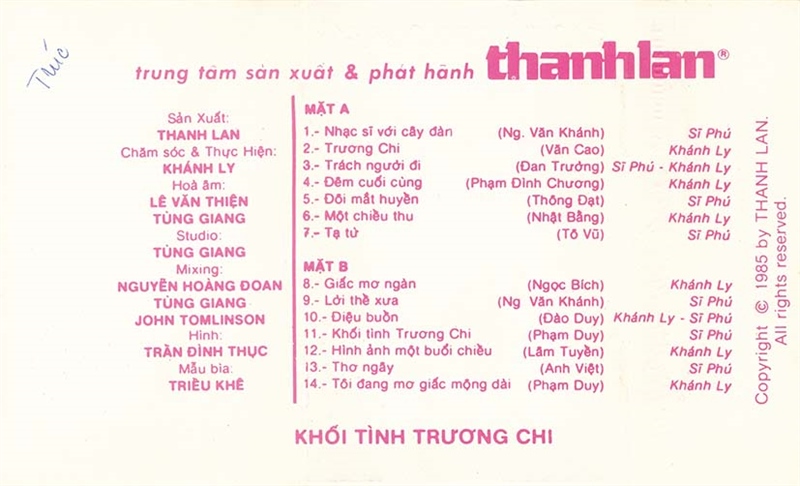 Thức
trung tâm sản xuất & phát hành thanhlan®
Sản Xuất:
THANH LAN
Chăm sóc & Thực Hiện:
KHÁNH LY
Hoà âm:
LÊ VĂN THIỆN
TÙNG GIANG
Studio:
TÙNG GIANG
Mixing:
NGUYỄN HOÀNG ĐOAN
TÙNG GIANG
JOHN TOMLINSON
Hình:
TRẦN ĐÌNH THỤC
Mẫu bìa:
TRIỀU KHÊ
MẶT A
1.- Nhạc sĩ với cây đàn (Ng. Văn Khánh) Sĩ Phú
2.- Trương Chi (Văn Cao) Khánh Ly
3.- Trách người đi (Đan Trường) Sĩ Phú - Khánh Ly
4.- Đêm cuối cùng (Phạm Đình Chương) Khánh Ly
5.- Đôi mắt huyền (Thông Đạt) Sĩ Phú
6.- Một chiều thu (Nhật Bằng) Khánh Ly
7.- Tạ từ (Tô Vũ) Sĩ Phú
MẶT B
8.- Giấc mơ ngàn (Ngọc Bích) Khánh Ly
9.- Lời thề xưa (Ng Văn Khánh) Sĩ Phú
10.- Điệu buồn (Đào Duy) Khánh Ly - Sĩ Phú
11.- Khối tình Trương Chi (Phạm Duy) Sĩ Phú
12.- Hình ảnh một buổi chiều (Lâm Tuyền) Khánh Ly
13.- Thơ ngây (Anh Việt) Sĩ Phú
14.- Tôi đang mơ giấc mộng dài (Phạm Duy) Khánh Ly
Copyright © 1985 by THANH LAN.
All rights reserved.
KHỐI TÌNH TRƯƠNG CHI